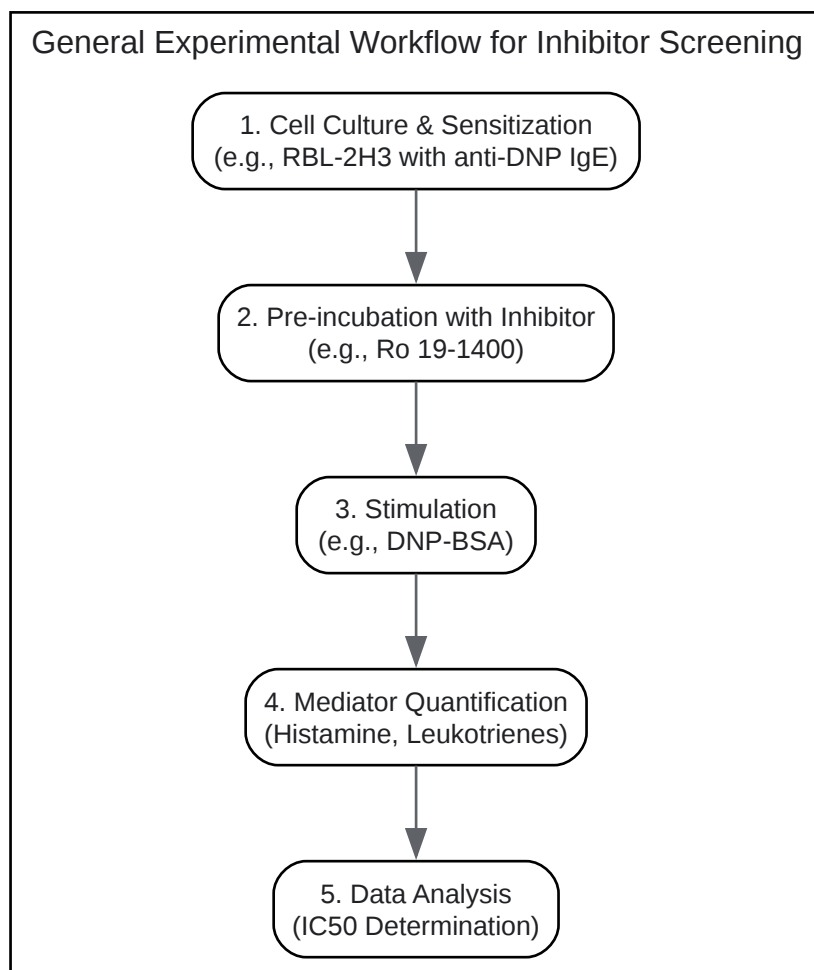 General Experimental Workflow for Inhibitor Screening
1. Cell Culture & Sensitization
(e.g., RBL-2H3 with anti-DNP IgE)
2. Pre-incubation with Inhibitor
(e.g., Ro 19-1400)
3. Stimulation
(e.g., DNP-BSA)
4. Mediator Quantification
(Histamine, Leukotrienes)
5. Data Analysis
(IC50 Determination)